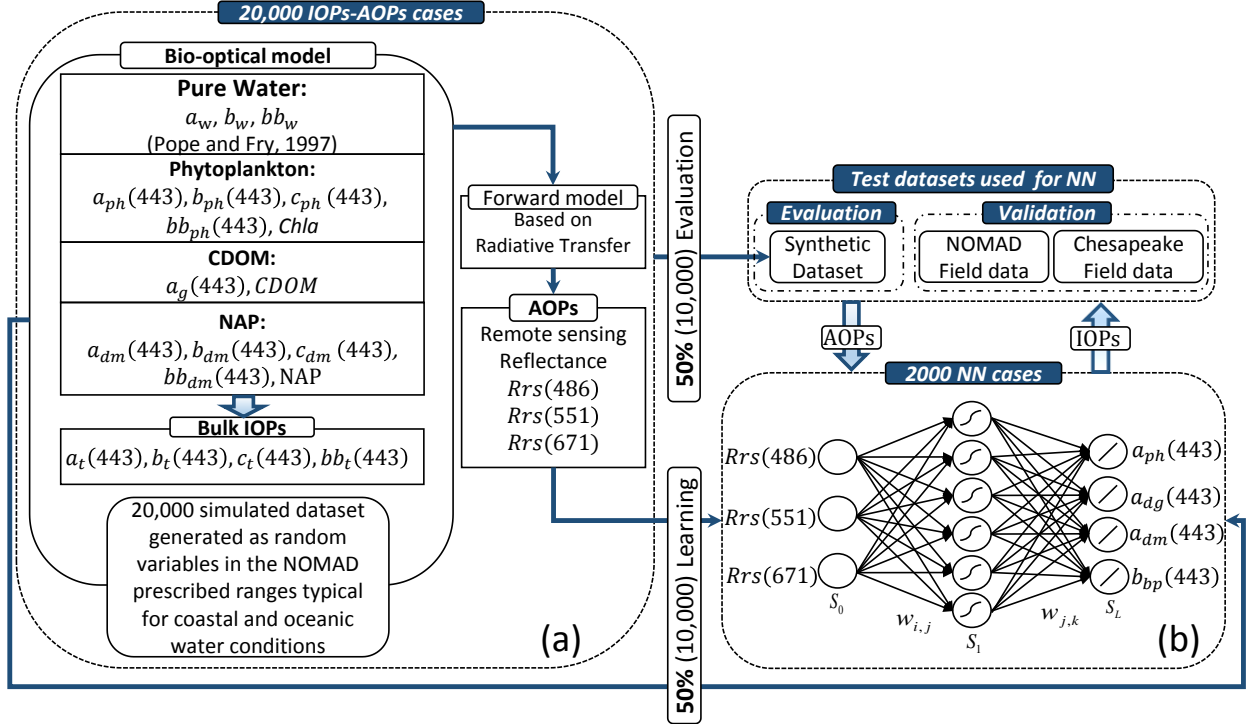 20,000 IOPs-AOPs cases
Bio-optical model
Pure Water:
a_w, b_w, bb_w
(Pope and Fry, 1997)
Phytoplankton:
a_ph(443), b_ph(443), c_ph (443),
bb_ph(443), Chla
CDOM:
a_g(443), CDOM
NAP:
a_dm(443), b_dm(443), c_dm (443),
bb_dm(443), NAP
Bulk IOPs
a_t(443), b_t(443), c_t(443), bb_t(443)
20,000 simulated dataset
generated as random
variables in the NOMAD
prescribed ranges typical
for coastal and oceanic
water conditions
Forward model
Based on
Radiative Transfer
AOPs
Remote sensing
Reflectance
Rrs(486)
Rrs(551)
Rrs(671)
(a)
50% (10,000) Evaluation
50% (10,000) Learning
Test datasets used for NN
Evaluation
Synthetic
Dataset
Validation
NOMAD
Field data
Chesapeake
Field data
AOPs
IOPs
2000 NN cases
Rrs(486)
Rrs(551)
Rrs(671)
S_0
w_i,j
S_1
w_j,k
S_L
a_ph(443)
a_dg(443)
a_dm(443)
b_bp(443)
(b)